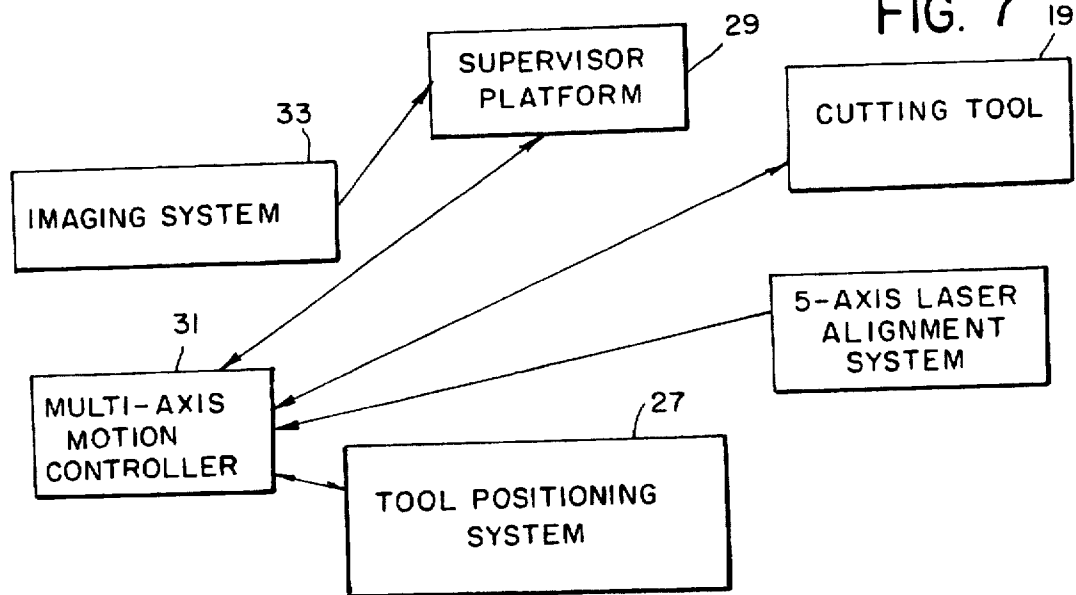 FIG. 7
19
29
SUPERVISOR
PLATFORM
CUTTING TOOL
33
IMAGING SYSTEM
5-AXIS LASER
ALIGNMENT
SYSTEM
31
MULTI-AXIS
MOTION
CONTROLLER
27
TOOL POSITIONING
SYSTEM